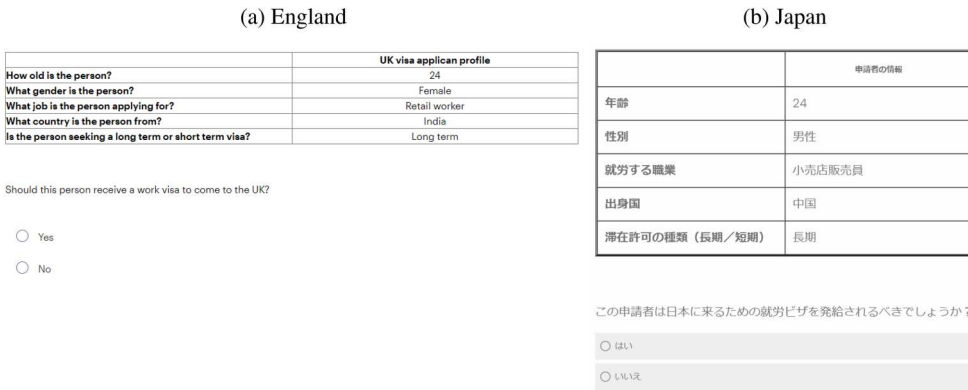 (a) England
UK visa applican profile
How old is the person? 24
What gender is the person? Female
What job is the person applying for? Retail worker
What country is the person from? India
Is the person seeking a long term or short term visa? Long term
Should this person receive a work visa to come to the UK?
Yes
No
(b) Japan
申請者の情報
年齢 24
性別 男性
就労する職業 小売店販売員
出身国 中国
滞在許可の種類（長期／短期） 長期
この申請者は日本に来るための就労ビザを発給されるべきでしょうか？
はい
いいえ